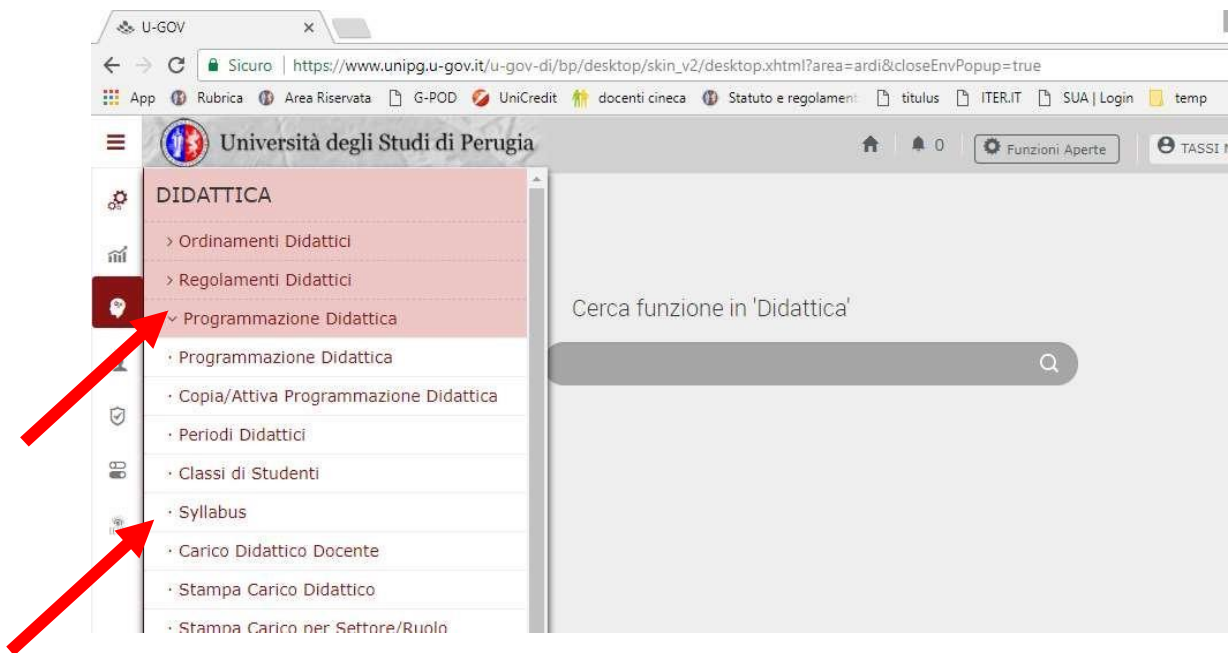 U-GOV
Sicuro | https://www.unipg.u-gov.it/u-gov-di/bp/desktop/skin_v2/desktop.xhtml?area=ardi&closeEnvPopup=true
App Rubrica Area Riservata G-POD UniCredit docenti cineca Statuto e regolament titulus ITER.IT SUA | Login temp
Università degli Studi di Perugia 0 Funzioni Aperte TASSI
DIDATTICA
> Ordinamenti Didattici
> Regolamenti Didattici
Programmazione Didattica
Cerca funzione in 'Didattica'
· Programmazione Didattica
· Copia/Attiva Programmazione Didattica
· Periodi Didattici
· Classi di Studenti
· Syllabus
· Carico Didattico Docente
· Stampa Carico Didattico
· Stampa Carico per Settore/Ruolo